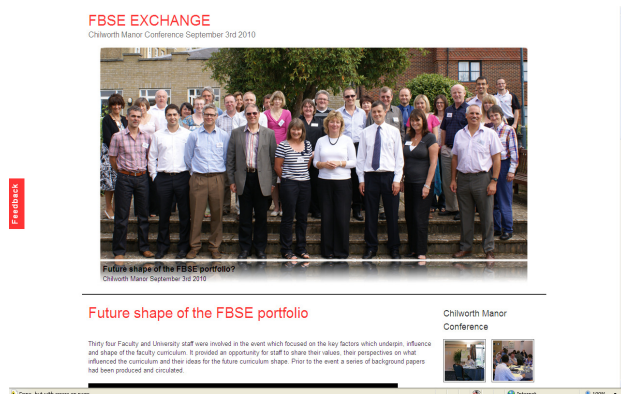 FBSE EXCHANGE
Chilworth Manor Conference September 3rd 2010
Feedback
Future shape of the FBSE portfolio?
Chilworth Manor September 3rd 2010
Future shape of the FBSE portfolio
Thirty four Faculty and University staff were involved in the event which focused on the key factors which underpin, influence
and shape of the faculty curriculum. It provided an opportunity for staff to share their values, their perspectives on what
influenced the curriculum and their ideas for the future curriculum shape. Prior to the event a series of background papers
had been produced and circulated.
Chilworth Manor
Conference
Internet
100%